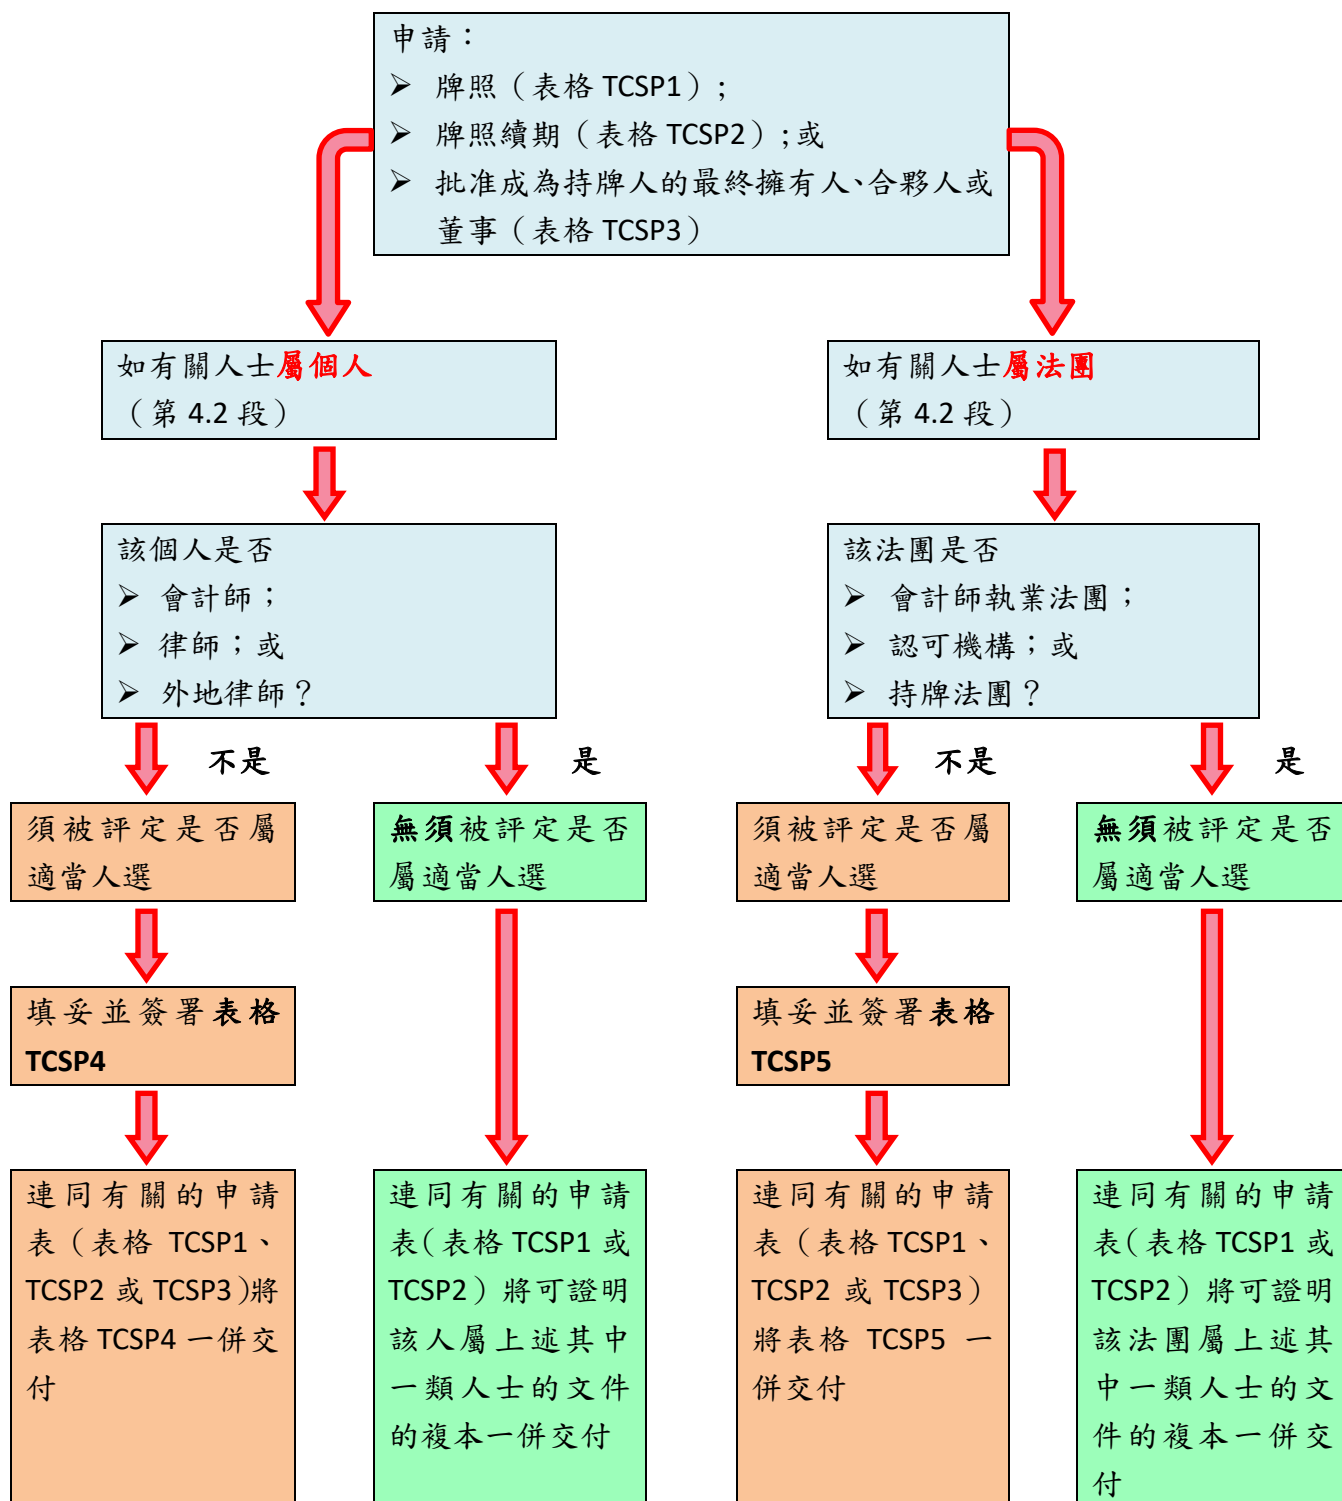 申請：
➢ 牌照（表格 TCSP1）;
➢ 牌照續期（表格 TCSP2）;或
➢ 批准成為持牌人的最終擁有人、合夥人或
董事（表格 TCSP3）
如有關人士屬個人
（第 4.2 段）
如有關人士屬法團
（第 4.2 段）
該個人是否
➢ 會計師；
➢ 律師；或
➢ 外地律師？
該法團是否
➢ 會計師執業法團；
➢ 認可機構；或
➢ 持牌法團？
不是
是
不是
是
須被評定是否屬
適當人選
無須被評定是否
屬適當人選
須被評定是否屬
適當人選
無須被評定是否
屬適當人選
填妥並簽署表格
TCSP4
填妥並簽署表格
TCSP5
連同有關的申請
表（表格 TCSP1、
TCSP2 或 TCSP3)將
表格 TCSP4 一併交
付
連同有關的申請
表（表格 TCSP1 或
TCSP2）將可證明
該人屬上述其中
一類人士的文件
的複本一併交付
連同有關的申請
表（表格 TCSP1、
TCSP2 或 TCSP3）
將表格 TCSP5 一
併交付
連同有關的申請
表（表格 TCSP1 或
TCSP2）將可證明
該法團屬上述其
中一類人士的文
件的複本一併交
付